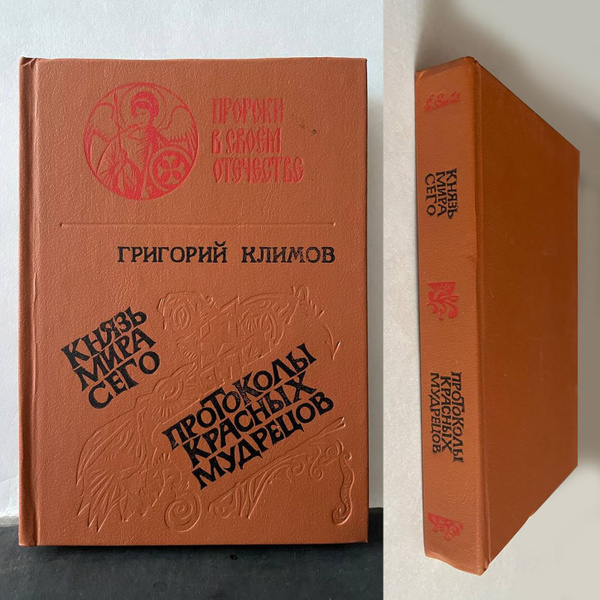 ПРОРОКИ
В СВОЕМ
ОТЕЧЕСТВЕ
ГРИГОРИЙ КЛИМОВ
КНЯЗЬ
МИРА
СЕГО
ПРОТОКОЛЫ
КРАСНЫХ
МУДРЕЦОВ
КНЯЗЬ
МИРА
СЕГО
ПРОТОКОЛЫ
КРАСНЫХ
МУДРЕЦОВ